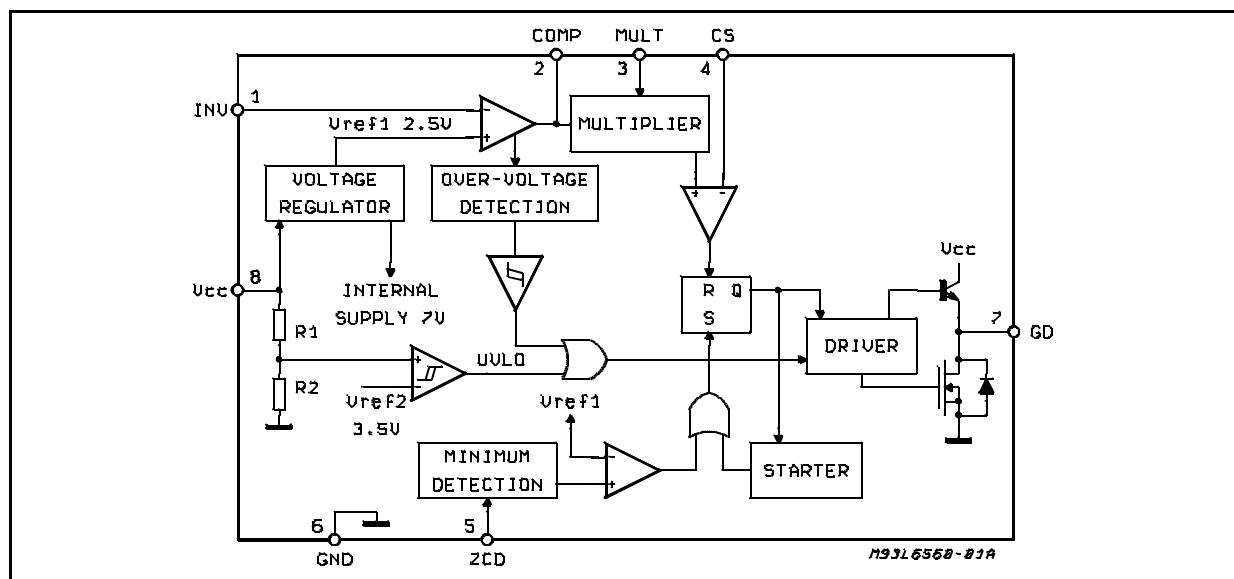 COMP MULT CS
2 3 4
1
INV
-
Vref1 2.5V
+
MULTIPLIER
VOLTAGE
REGULATOR
OVER-VOLTAGE
DETECTION
+ -
8
Vcc
INTERNAL
SUPPLY 7V
R Q
S
Vcc
7
GD
R1
DRIVER
+
UVLO
R2
-
Vref2
3.5V
Vref1
-
MINIMUM
DETECTION
+
STARTER
6
GND
5
ZCD
M93L6560-01A